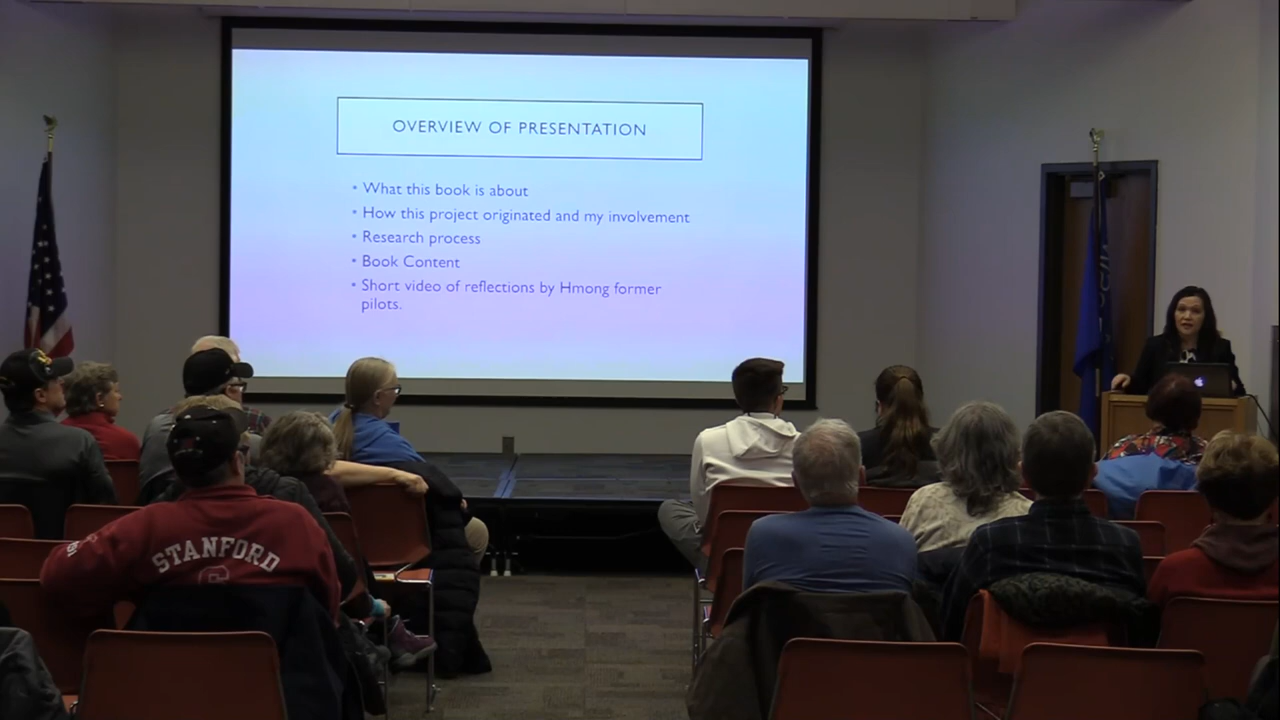 OVERVIEW OF PRESENTATION
• What this book is about
• How this project originated and my involvement
• Research process
• Book Content
• Short video of reflections by Hmong former
pilots.
STANFORD